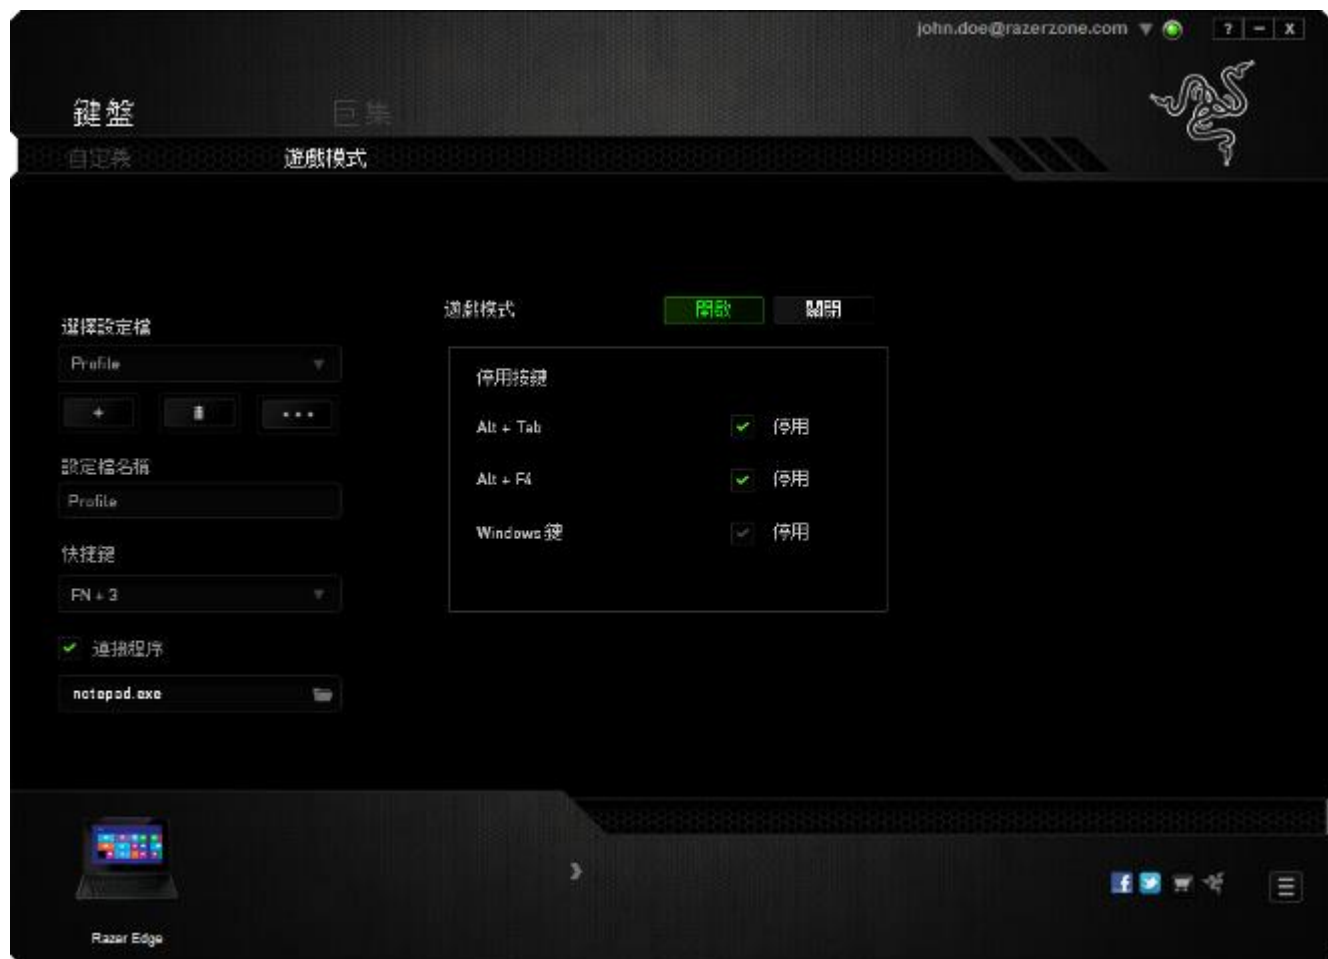 john.doe@razerzone.com
? − X
鍵盤 巨集
自定義 遊戲模式
選擇設定檔
Profile
設定檔名稱
Profile
快捷鍵
FN + 3
連接程序
notepad.exe
遊戲模式 開啟 關閉
停用按鍵
Alt + Tab 停用
Alt + F4 停用
Windows 鍵 停用
Razer Edge